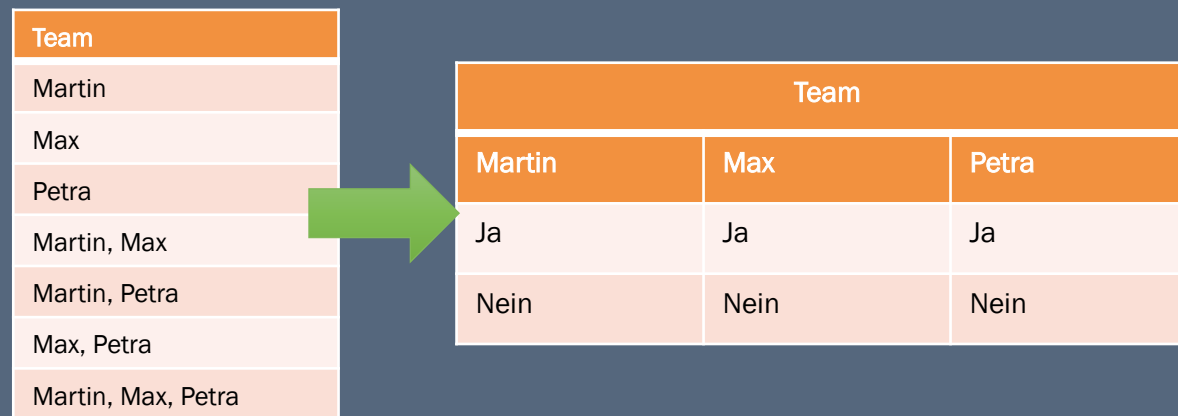 Team
Martin
Max
Petra
Martin, Max
Martin, Petra
Max, Petra
Martin, Max, Petra
Team
Martin Max Petra
Ja Ja Ja
Nein Nein Nein